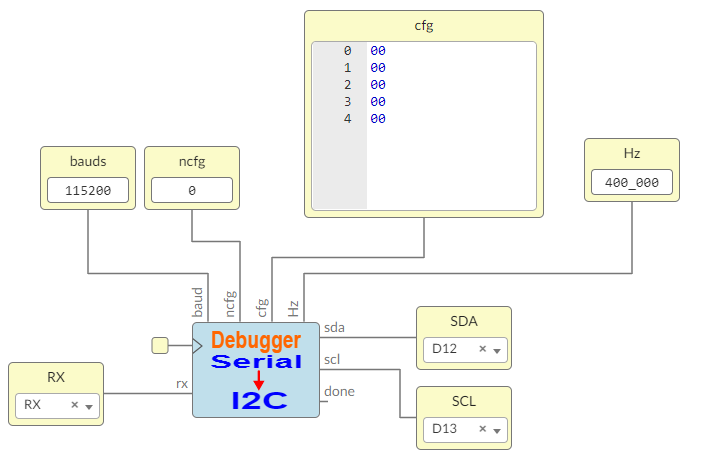 cfg
0 00
1 00
2 00
3 00
4 00
bauds
115200
ncfg
0
Hz
400_000
baud
ncfg
cfg
Hz
Debugger
Serial
I2C
rx
sda
scl
done
RX
RX × ▾
SDA
D12 × ▾
SCL
D13 × ▾